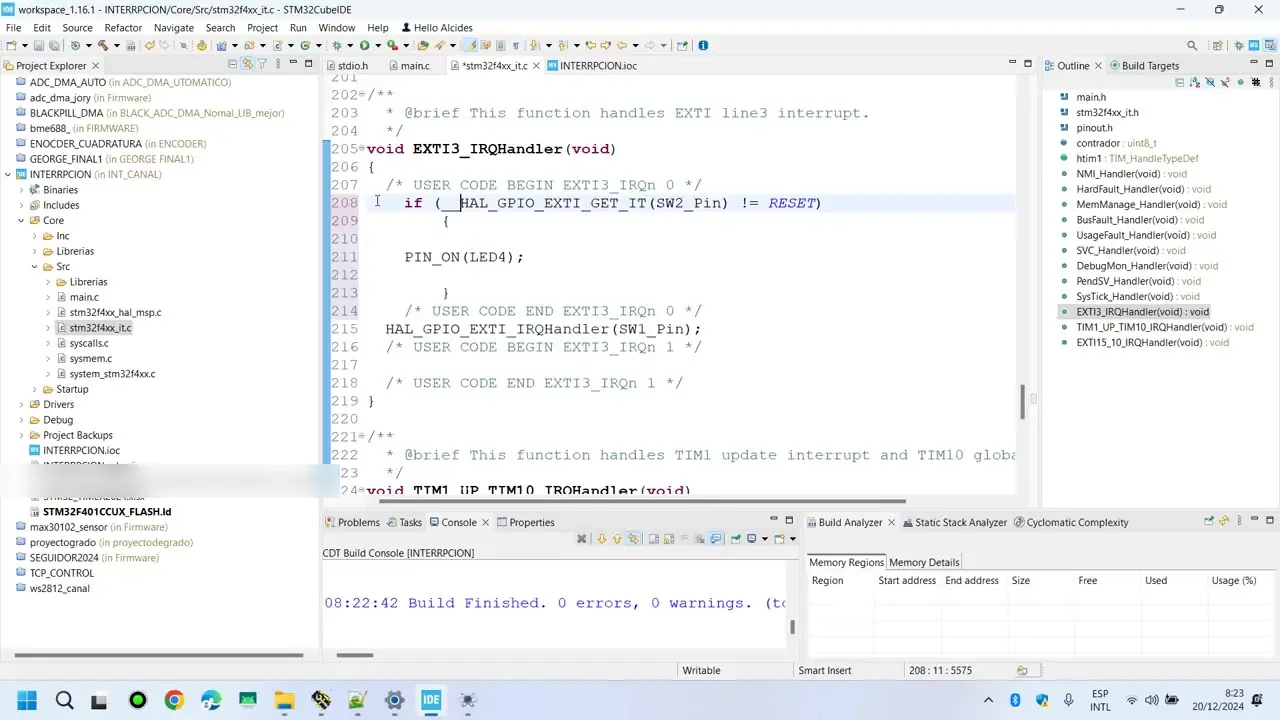 workspace_1.16.1 - INTERRPCION/Core/Src/stm32f4xx_it.c - STM32CubeIDE
File Edit Source Refactor Navigate Search Project Run Window Help Hello Alcides
Project Explorer
ADC_DMA_AUTO (in ADC_DMA_UTOMATICO)
adc_dma_jory (in Firmware)
BLACKPILL_DMA (in BLACK_ADC_DMA_Nornal_LIB_mejor)
bme688_ (in FIRMWARE)
ENOCDER_CUADRATURA (in ENCODER)
GEORGE_FINAL1 (in GEORGE FINAL1)
INTERRPCION (in INT_CANAL)
Binaries
Includes
Core
Inc
Librerias
Src
Librerias
main.c
stm32f4xx_hal_msp.c
stm32f4xx_it.c
syscalls.c
sysmem.c
system_stm32f4xx.c
Startup
Drivers
Debug
Project Backups
INTERRPCION.ioc
STM32F401CCUX_FLASH.ld
max30102_sensor (in Firmware)
proyectogrado (in proyectodegrado)
SEGUIDOR2024 (in Firmware)
TCP_CONTROL
ws2812_canal
stdio.h main.c *stm32f4xx_it.c INTERRPCION.ioc
201
202 /**
203 * @brief This function handles EXTI line3 interrupt.
204 */
205 void EXTI3_IRQHandler(void)
206 {
207 /* USER CODE BEGIN EXTI3_IRQn 0 */
208 if (__HAL_GPIO_EXTI_GET_IT(SW2_Pin) != RESET)
209 {
210
211 PIN_ON(LED4);
212
213 }
214 /* USER CODE END EXTI3_IRQn 0 */
215 HAL_GPIO_EXTI_IRQHandler(SW1_Pin);
216 /* USER CODE BEGIN EXTI3_IRQn 1 */
217
218 /* USER CODE END EXTI3_IRQn 1 */
219 }
220
221 /**
222 * @brief This function handles TIM1 update interrupt and TIM10 globa
23 */
24 void TIM1_UP_TIM10_IRQHandler(void)
Outline Build Targets
main.h
stm32f4xx_it.h
pinout.h
contrador : uint8_t
htim1 : TIM_HandleTypeDef
NMI_Handler(void) : void
HardFault_Handler(void) : void
MemManage_Handler(void) : void
BusFault_Handler(void) : void
UsageFault_Handler(void) : void
SVC_Handler(void) : void
DebugMon_Handler(void) : void
PendSV_Handler(void) : void
SysTick_Handler(void) : void
EXTI3_IRQHandler(void) : void
TIM1_UP_TIM10_IRQHandler(void) : void
EXTI15_10_IRQHandler(void) : void
Problems Tasks Console Properties
CDT Build Console [INTERRPCION]
08:22:42 Build Finished. 0 errors, 0 warnings. (to
Build Analyzer Static Stack Analyzer Cyclomatic Complexity
Memory Regions Memory Details
Region Start address End address Size Free Used Usage (%)
Writable Smart Insert 208 : 11 : 5575
IDE
ESP
INTL
8:23
20/12/2024